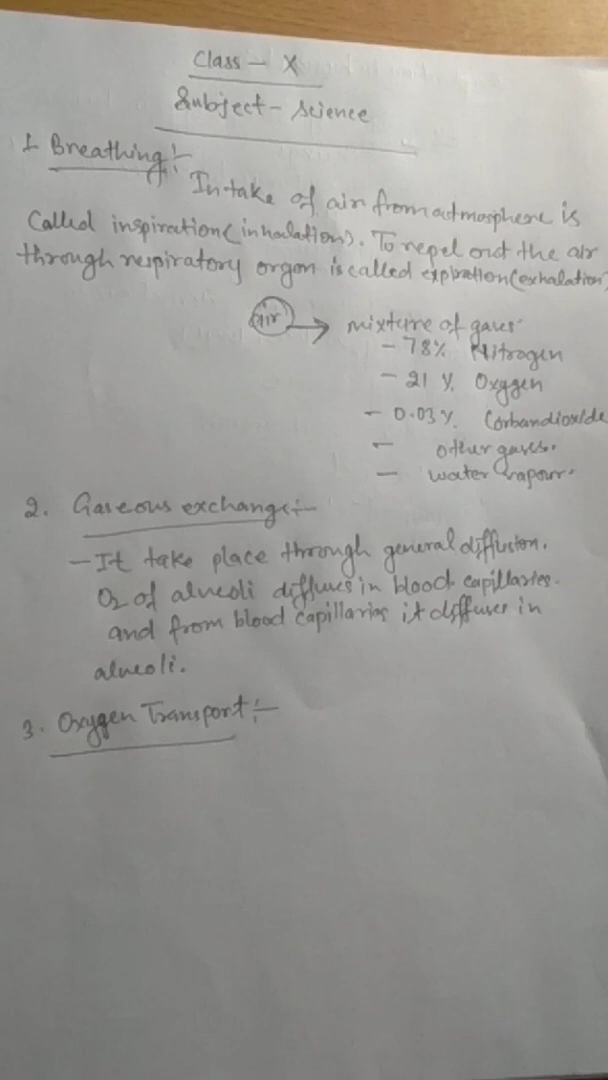 Class - X
Subject - Science
1. Breathing :-
Intake of air from atmosphere is
Called inspiration (inhalation). To repel out the air
through respiratory organ is called expiration (exhalation)
air → mixture of gases
- 78% Nitrogen
- 21 % Oxygen
- 0.03 % Carbondioxide
- other gases.
- water vapour.
2. Gaseous exchange :-
- It take place through general diffusion.
O2 of alveoli diffuses in blood capillaries.
and from blood capillaries it diffuses in
alveoli.
3. Oxygen Transport :-